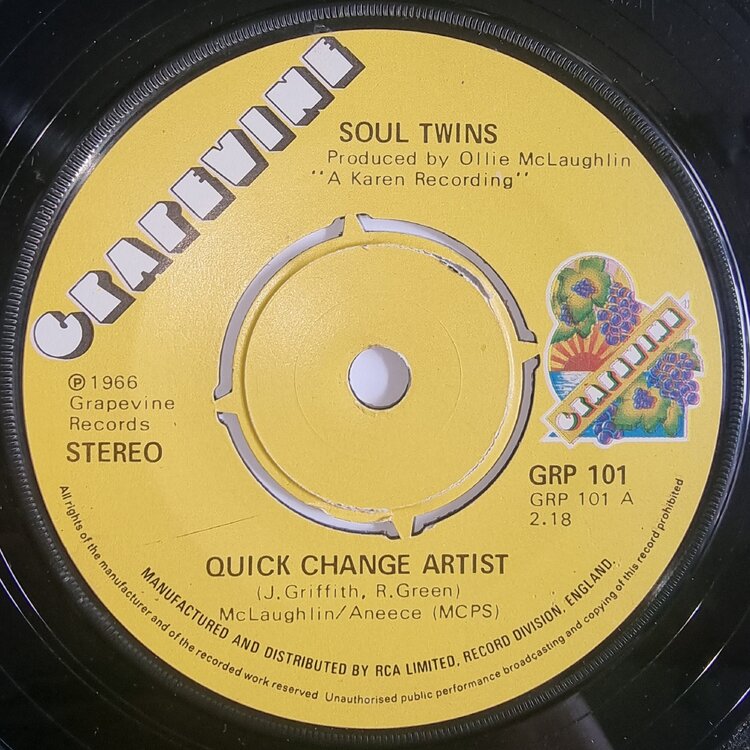 GRAPEVINE
SOUL TWINS
Produced by Ollie McLaughlin
"A Karen Recording"
GRAPEVINE
℗ 1966
Grapevine
Records
STEREO
GRP 101
GRP 101 A
2.18
QUICK CHANGE ARTIST
(J.Griffith, R.Green)
McLaughlin/Aneece (MCPS)
MANUFACTURED AND DISTRIBUTED BY RCA LIMITED, RECORD DIVISION, ENGLAND.
All rights of the manufacturer and of the recorded work reserved Unauthorised public performance broadcasting and copying of this record prohibited